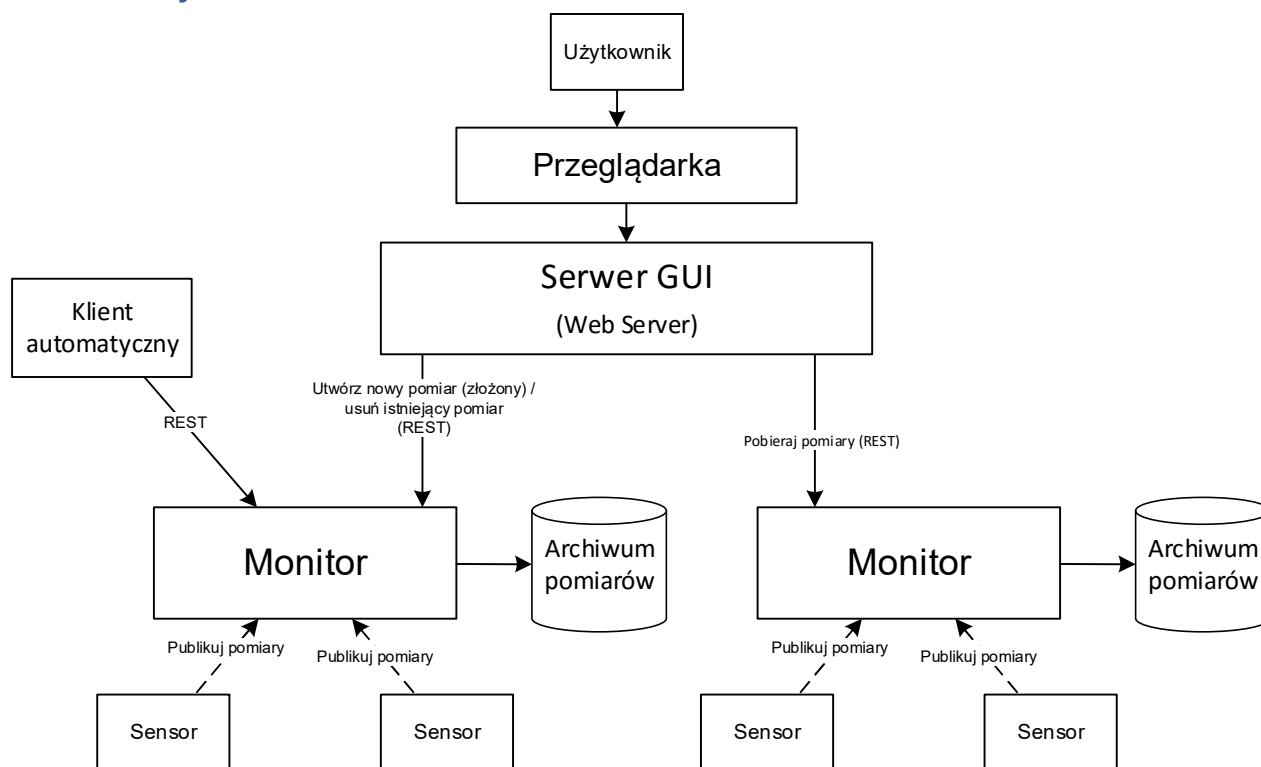 Użytkownik
Przeglądarka
Serwer GUI
(Web Server)
Klient
automatyczny
REST
Utwórz nowy pomiar (złożony) /
usuń istniejący pomiar
(REST)
Pobieraj pomiary (REST)
Monitor
Archiwum
pomiarów
Monitor
Archiwum
pomiarów
Publikuj pomiary
Publikuj pomiary
Publikuj pomiary
Publikuj pomiary
Sensor
Sensor
Sensor
Sensor